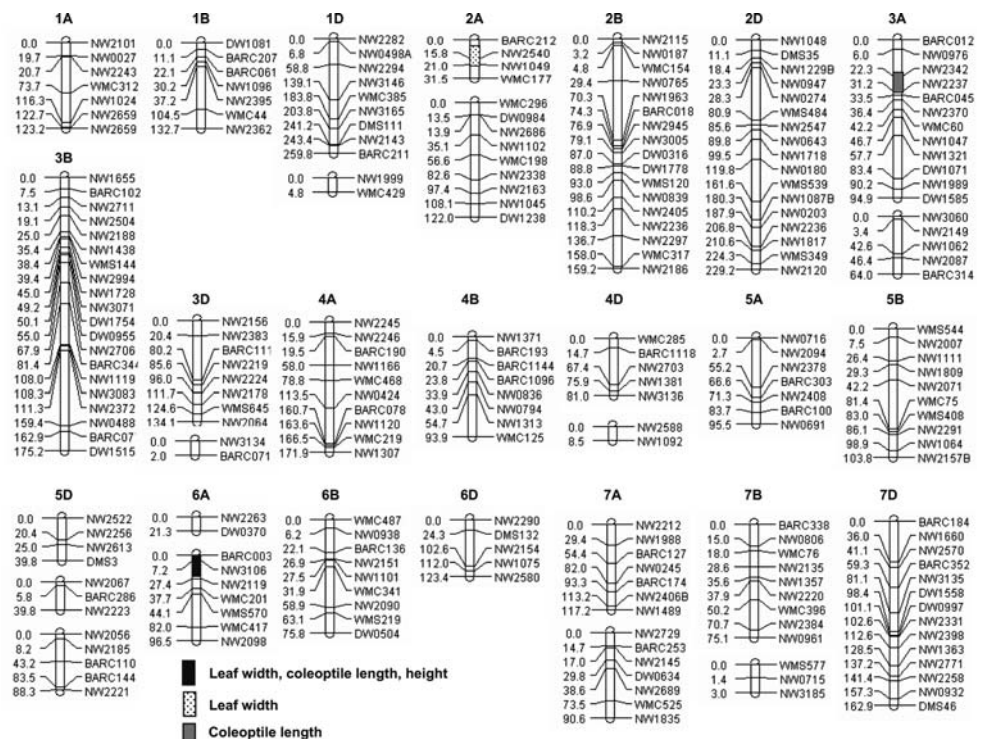 1A
0.0 NW2101
19.7 NW0027
20.7 NW2243
73.7 WMC312
116.3 NW1024
122.7 NW2659
123.2 NW2659
1B
0.0 DW1081
11.1 BARC207
22.1 BARC061
30.2 NW1096
37.2 NW2395
104.5 WMC44
132.7 NW2362
1D
0.0 NW2282
6.8 NW0498A
58.8 NW2294
139.1 NW3146
183.8 WMC385
203.8 NW3165
241.2 DMS111
243.4 NW2143
259.8 BARC211
0.0 NW1999
4.8 WMC429
2A
0.0 BARC212
15.8 NW2540
21.0 NW1049
31.5 WMC177
0.0 WMC296
13.5 DW0984
13.9 NW2686
35.1 NW1102
56.6 WMC198
82.6 NW2338
97.4 NW2163
108.1 NW1045
122.0 DW1238
2B
0.0 NW2115
3.2 NW0187
4.8 WMC154
29.4 NW0765
70.3 NW1963
74.3 BARC018
76.9 NW2945
79.1 NW3005
87.0 DW0316
88.8 DW1778
93.0 WMS120
98.6 NW0839
110.2 NW2405
118.3 NW2236
136.7 NW2297
158.0 WMC317
159.2 NW2186
2D
0.0 NW1048
11.1 DMS35
18.4 NW1229B
23.3 NW0947
28.3 NW0274
80.9 WMS484
85.6 NW2547
89.8 NW0643
99.5 NW1718
119.8 NW0180
161.6 WMS539
180.3 NW1087B
187.9 NW0203
206.8 NW2236
210.6 NW1817
224.3 WMS349
229.2 NW2120
3A
0.0 BARC012
6.0 NW0976
22.3 NW2342
31.2 NW2237
33.5 BARC045
36.4 NW2370
42.2 WMC60
46.7 NW1047
57.7 NW1321
83.4 DW1071
90.2 NW1989
94.9 DW1585
0.0 NW3060
3.4 NW2149
42.6 NW1062
46.4 NW2087
64.0 BARC314
3B
0.0 NW1655
7.5 BARC102
13.1 NW2711
19.1 NW2504
25.0 NW2188
35.4 NW1438
38.4 WMS144
39.4 NW2994
45.0 NW1728
49.2 NW3071
50.1 DW1754
55.0 DW0955
67.9 NW2706
81.4 BARC344
108.0 NW1119
108.3 NW3083
111.3 NW2372
159.4 NW0488
162.9 BARC07
175.2 DW1515
3D
0.0 NW2156
20.4 NW2383
80.2 BARC111
85.6 NW2219
96.0 NW2224
111.7 NW2178
124.6 WMS645
134.1 NW2064
0.0 NW3134
2.0 BARC071
4A
0.0 NW2245
15.9 NW2246
19.5 BARC190
58.0 NW1166
78.8 WMC468
113.5 NW0424
160.7 BARC078
163.6 NW1120
166.5 WMC219
171.9 NW1307
4B
0.0 NW1371
4.5 BARC193
20.7 BARC1144
23.8 BARC1096
33.9 NW0836
43.0 NW0794
54.7 NW1313
93.9 WMC125
4D
0.0 WMC285
14.7 BARC1118
67.4 NW2703
75.9 NW1381
81.0 NW3136
0.0 NW2588
8.5 NW1092
5A
0.0 NW0716
2.7 NW2094
55.2 NW2378
66.6 BARC303
71.3 NW2408
83.7 BARC100
95.5 NW0691
5B
0.0 WMS544
7.5 NW2007
26.4 NW1111
29.3 NW1809
42.2 NW2071
81.4 WMC75
83.0 WMS408
86.1 NW2291
98.9 NW1064
103.8 NW2157B
5D
0.0 NW2522
20.4 NW2256
25.0 NW2613
39.8 DMS3
0.0 NW2067
5.8 BARC286
39.8 NW2223
0.0 NW2056
8.2 NW2185
43.2 BARC110
83.5 BARC144
88.3 NW2221
6A
0.0 NW2263
21.3 DW0370
0.0 BARC003
7.2 NW3106
27.4 NW2119
37.7 WMC201
44.1 WMS570
82.0 WMC417
96.5 NW2098
6B
0.0 WMC487
6.2 NW0938
22.1 BARC136
26.9 NW2151
27.5 NW1101
31.9 WMC341
58.9 NW2090
63.1 WMS219
75.8 DW0504
6D
0.0 NW2290
24.3 DMS132
102.6 NW2154
112.0 NW1075
123.4 NW2580
7A
0.0 NW2212
29.4 NW1988
54.4 BARC127
82.0 NW0245
93.3 BARC174
113.2 NW2406B
117.2 NW1489
0.0 NW2729
14.7 BARC253
17.0 NW2145
29.8 DW0634
38.6 NW2689
73.5 WMC525
90.6 NW1835
7B
0.0 BARC338
15.0 NW0806
18.0 WMC76
28.6 NW2135
35.6 NW1357
37.9 NW2220
50.2 WMC396
70.7 NW2384
75.1 NW0961
0.0 WMS577
1.4 NW0715
3.0 NW3185
7D
0.0 BARC184
36.0 NW1660
41.1 NW2570
59.3 BARC352
81.1 NW3135
98.4 DW1558
101.1 DW0997
102.6 NW2331
112.6 NW2398
128.5 NW1363
137.2 NW2771
141.4 NW2258
157.3 NW0932
162.9 DMS46
Leaf width, coleoptile length, height
Leaf width
Coleoptile length